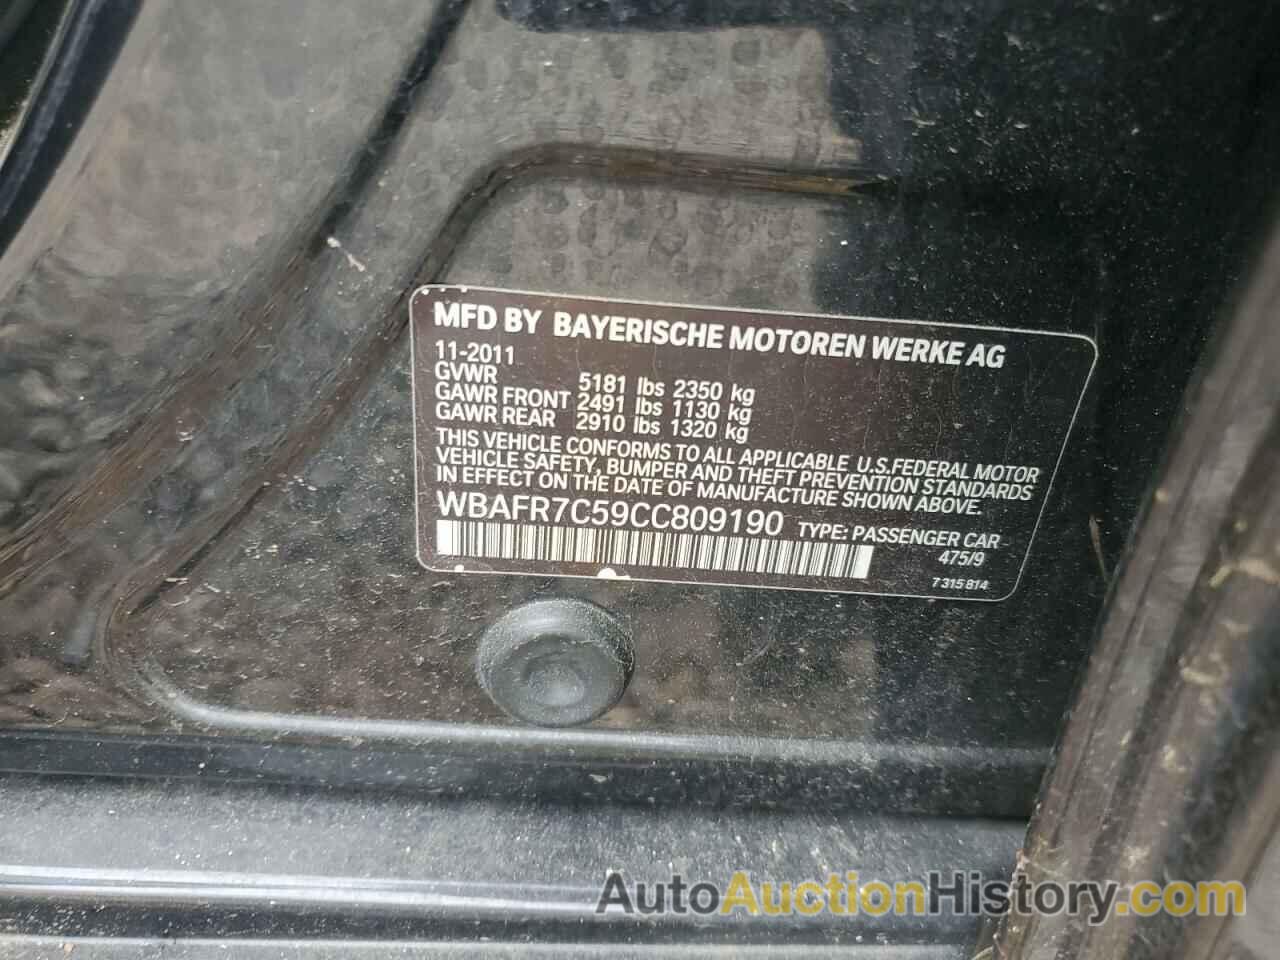 MFD BY BAYERISCHE MOTOREN WERKE AG
11-2011
GVWR 5181 lbs 2350 kg
GAWR FRONT 2491 lbs 1130 kg
GAWR REAR 2910 lbs 1320 kg
THIS VEHICLE CONFORMS TO ALL APPLICABLE U.S.FEDERAL MOTOR
VEHICLE SAFETY, BUMPER AND THEFT PREVENTION STANDARDS
IN EFFECT ON THE DATE OF MANUFACTURE SHOWN ABOVE.
WBAFR7C59CC809190 TYPE: PASSENGER CAR
475/9
7 315 814
AutoAuctionHistory.com